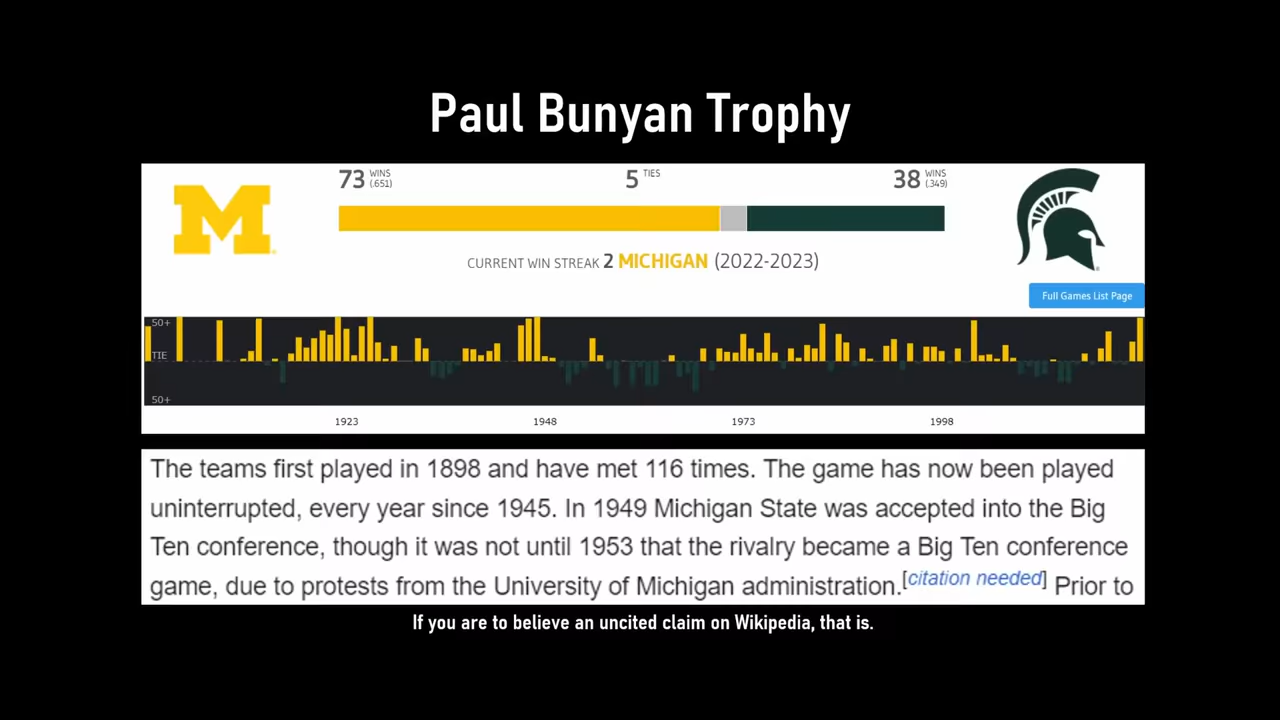 Paul Bunyan Trophy
73 WINS (.651) 5 TIES 38 WINS (.349)
M
CURRENT WIN STREAK 2 MICHIGAN (2022-2023)
Full Games List Page
50+
TIE
50+
1923 1948 1973 1998
The teams first played in 1898 and have met 116 times. The game has now been played
uninterrupted, every year since 1945. In 1949 Michigan State was accepted into the Big
Ten conference, though it was not until 1953 that the rivalry became a Big Ten conference
game, due to protests from the University of Michigan administration.[citation needed] Prior to
If you are to believe an uncited claim on Wikipedia, that is.